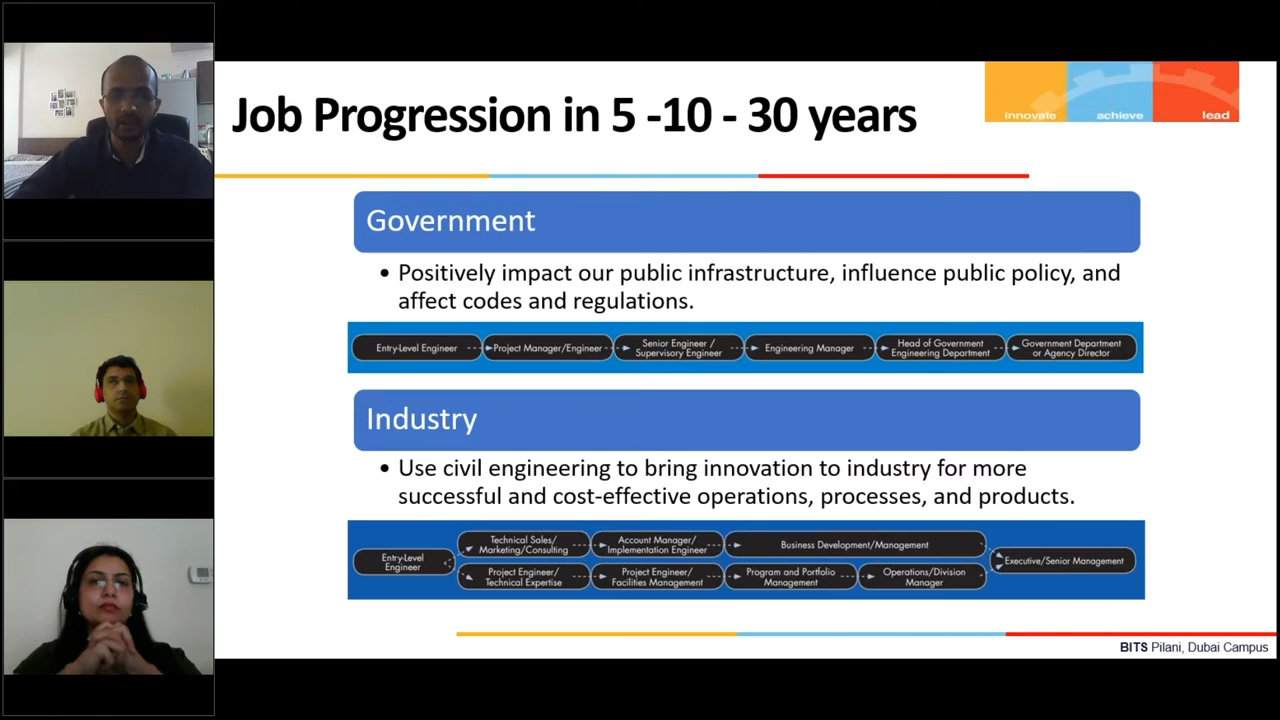 Job Progression in 5 -10 - 30 years
innovate achieve lead
Government
• Positively impact our public infrastructure, influence public policy, and
affect codes and regulations.
Entry-Level Engineer
Project Manager/Engineer
Senior Engineer /
Supervisory Engineer
Engineering Manager
Head of Government
Engineering Department
Government Department
or Agency Director
Industry
• Use civil engineering to bring innovation to industry for more
successful and cost-effective operations, processes, and products.
Entry-Level
Engineer
Technical Sales/
Marketing/Consulting
Account Manager/
Implementation Engineer
Business Development/Management
Project Engineer/
Technical Expertise
Project Engineer/
Facilities Management
Program and Portfolio
Management
Operations/Division
Manager
Executive/Senior Management
BITS Pilani, Dubai Campus